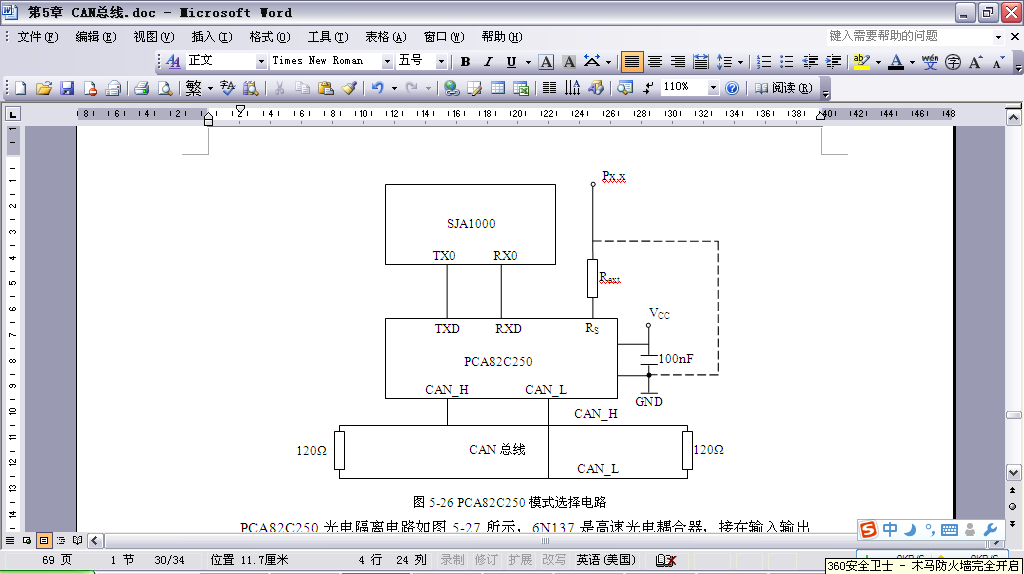 第5章 CAN总线.doc - Microsoft Word
文件(F) 编辑(E) 视图(V) 插入(I) 格式(O) 工具(T) 表格(A) 窗口(W) 帮助(H) 键入需要帮助的问题
正文 Times New Roman 五号
110% 阅读(R)
Px.x
SJA1000
TX0 RX0
Rext
VCC
TXD RXD RS
PCA82C250
100nF
CAN_H CAN_L
GND
CAN_H
120Ω CAN 总线 120Ω
CAN_L
图 5-26 PCA82C250 模式选择电路
PCA82C250 光电隔离电路如图 5-27 所示，6N137 是高速光电耦合器，接在输入输出
69 页 1 节 30/34 位置 11.7厘米 4 行 24 列 录制 修订 扩展 改写 英语(美国)
360安全卫士 - 木马防火墙完全开启